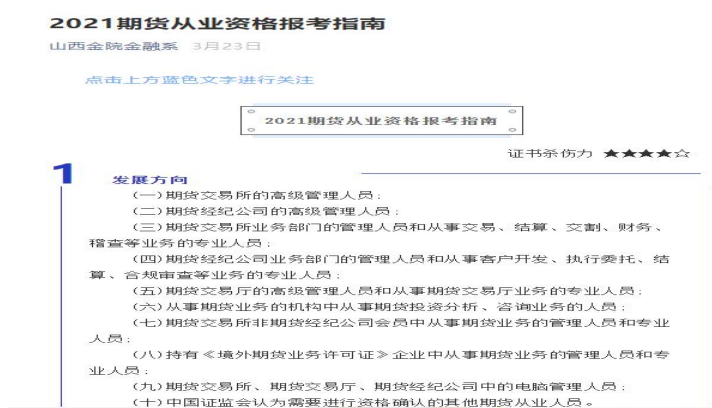 2021期货从业资格报考指南
山西金院金融系 3月23日
点击上方蓝色文字进行关注
2021期货从业资格报考指南
证书杀伤力 ★★★★☆
1 发展方向
(一)期货交易所的高级管理人员;
(二)期货经纪公司的高级管理人员;
(三)期货交易所业务部门的管理人员和从事交易、结算、交割、财务、
稽查等业务的专业人员;
(四)期货经纪公司业务部门的管理人员和从事客户开发、执行委托、结
算、合规审查等业务的专业人员;
(五)期货交易厅的高级管理人员和从事期货交易厅业务的专业人员;
(六)从事期货业务的机构中从事期货投资分析、咨询业务的人员;
(七)期货交易所非期货经纪公司会员中从事期货业务的管理人员和专业
人员;
(八)持有《境外期货业务许可证》企业中从事期货业务的管理人员和专
业人员;
(九)期货交易所、期货交易厅、期货经纪公司中的电脑管理人员;
(十)中国证监会认为需要进行资格确认的其他期货从业人员。